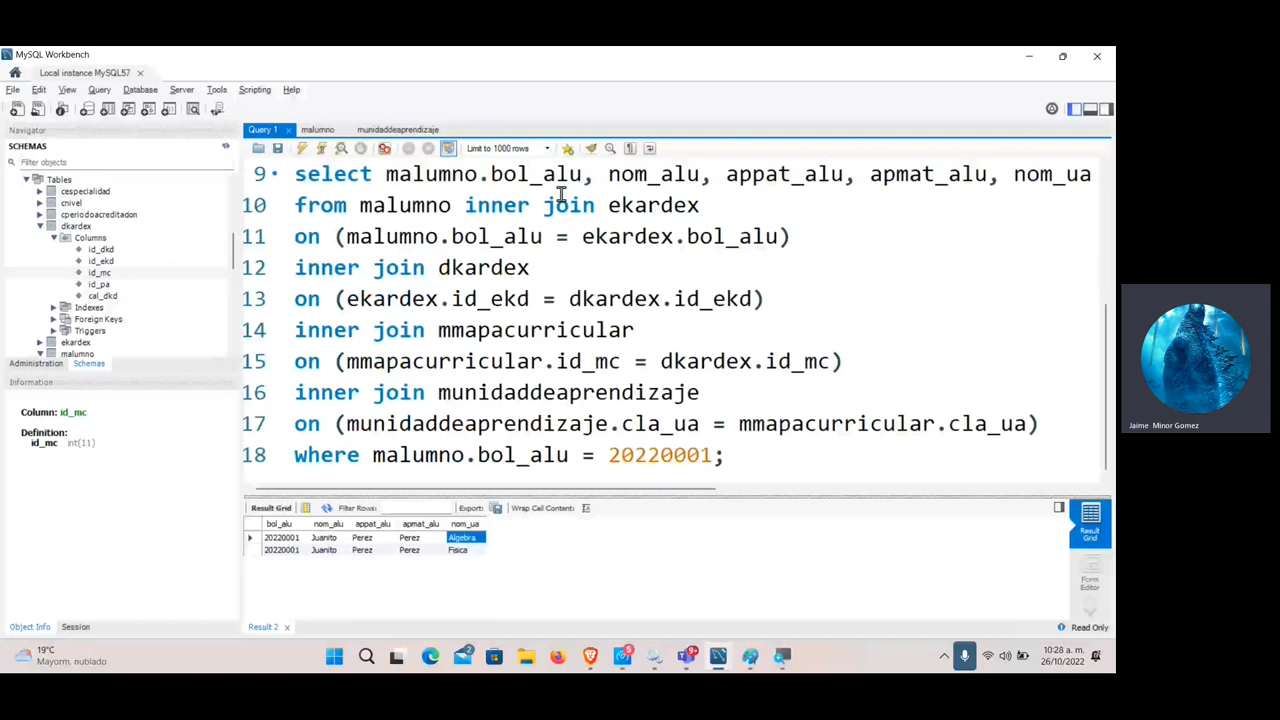 MySQL Workbench
Local instance MySQL57
File Edit View Query Database Server Tools Scripting Help
Navigator
SCHEMAS
Filter objects
Tables
cespecialidad
cnivel
cperiodoacreditadon
dkardex
Columns
id_dkd
id_ekd
id_mc
id_pa
cal_dkd
Indexes
Foreign Keys
Triggers
ekardex
malumno
Administration Schemas
Information
Column: id_mc
Definition:
id_mc int(11)
Object Info Session
Query 1 malumno munidaddeaprendizaje
Limit to 1000 rows
9 select malumno.bol_alu, nom_alu, appat_alu, apmat_alu, nom_ua
10 from malumno inner join ekardex
11 on (malumno.bol_alu = ekardex.bol_alu)
12 inner join dkardex
13 on (ekardex.id_ekd = dkardex.id_ekd)
14 inner join mmapacurricular
15 on (mmapacurricular.id_mc = dkardex.id_mc)
16 inner join munidaddeaprendizaje
17 on (munidaddeaprendizaje.cla_ua = mmapacurricular.cla_ua)
18 where malumno.bol_alu = 20220001;
Result Grid Filter Rows: Export: Wrap Cell Content:
bol_alu nom_alu appat_alu apmat_alu nom_ua
20220001 Juanito Perez Perez Algebra
20220001 Juanito Perez Perez Fisica
Result Grid
Form Editor
Result 2
Read Only
Jaime Minor Gomez
19°C
Mayorm. nublado
2
5
9+
10:28 a. m.
26/10/2022